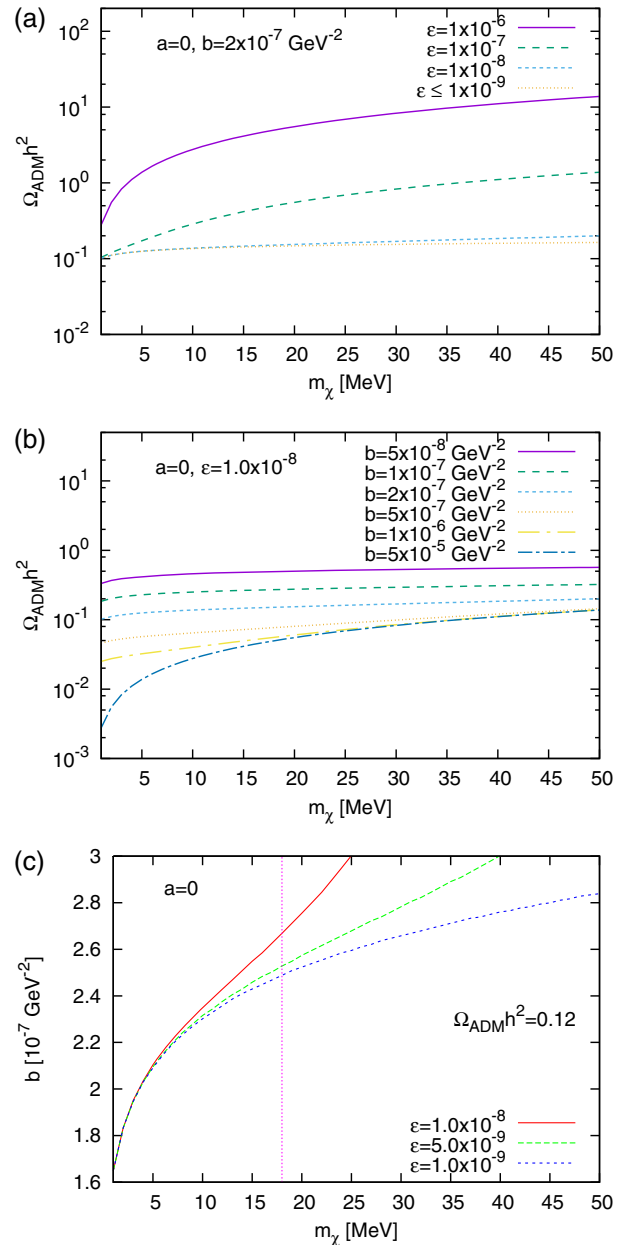 (a)
a=0, b=2x10^-7 GeV^-2
ε=1x10^-6
ε=1x10^-7
ε=1x10^-8
ε ≤ 1x10^-9
10^2
10^1
10^0
10^-1
10^-2
Ω_ADM h^2
5 10 15 20 25 30 35 40 45 50
m_χ [MeV]
(b)
a=0, ε=1.0x10^-8
b=5x10^-8 GeV^-2
b=1x10^-7 GeV^-2
b=2x10^-7 GeV^-2
b=5x10^-7 GeV^-2
b=1x10^-6 GeV^-2
b=5x10^-5 GeV^-2
10^1
10^0
10^-1
10^-2
10^-3
Ω_ADM h^2
5 10 15 20 25 30 35 40 45 50
m_χ [MeV]
(c)
a=0
3
2.8
2.6
2.4
2.2
2
1.8
1.6
b [10^-7 GeV^-2]
Ω_ADM h^2=0.12
ε=1.0x10^-8
ε=5.0x10^-9
ε=1.0x10^-9
5 10 15 20 25 30 35 40 45 50
m_χ [MeV]